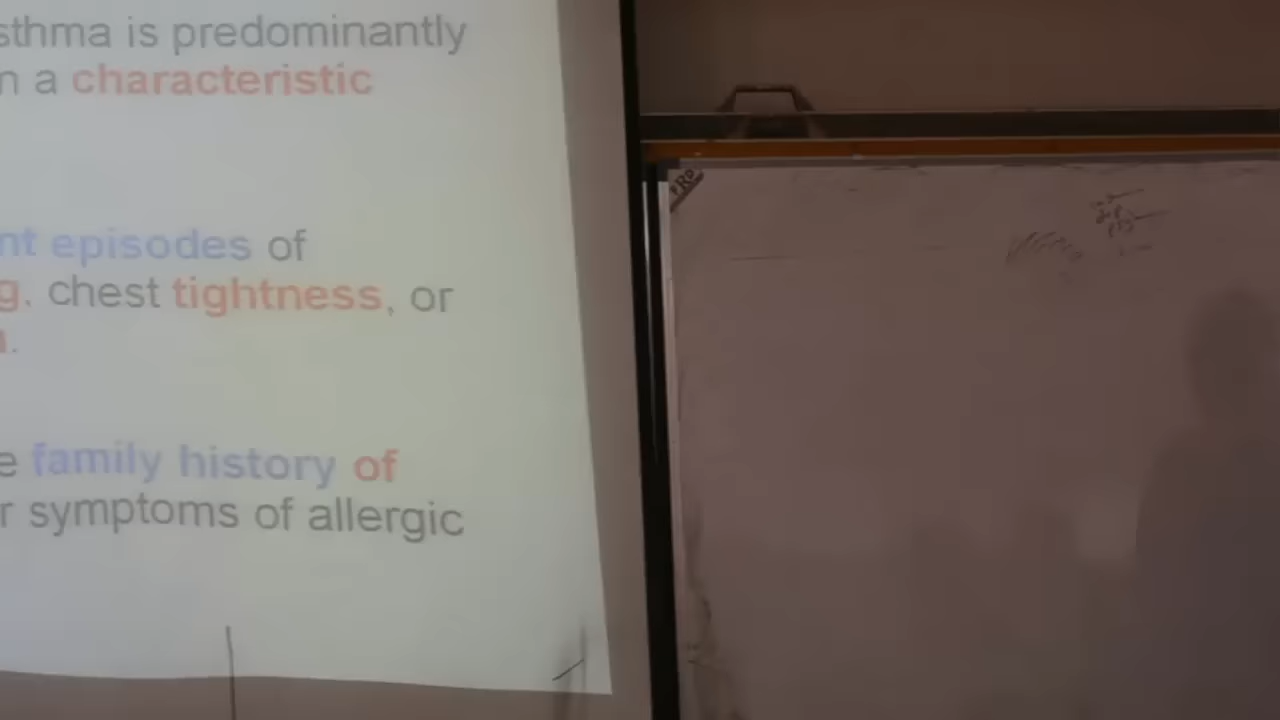 sthma is predominantly
n a characteristic
nt episodes of
g, chest tightness, or
e family history of
r symptoms of allergic